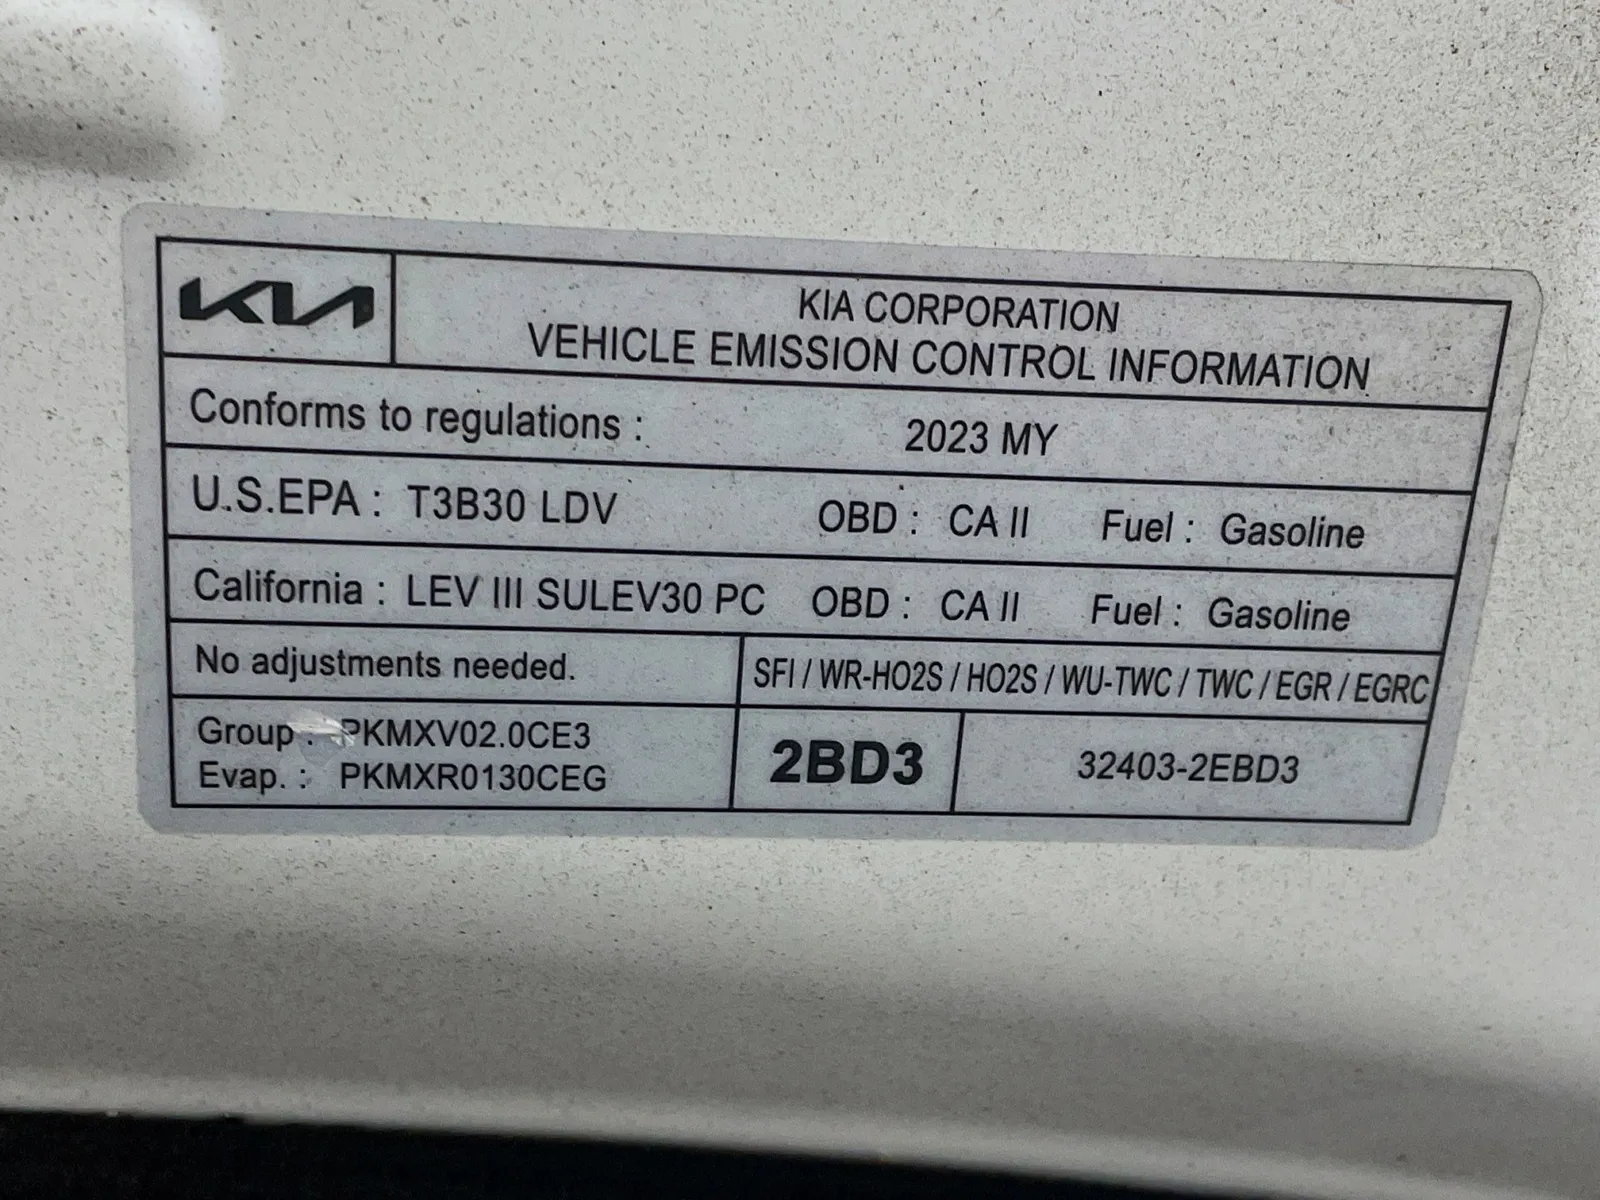 KIA
KIA CORPORATION
VEHICLE EMISSION CONTROL INFORMATION
Conforms to regulations : 2023 MY
U.S.EPA : T3B30 LDV OBD : CA II Fuel : Gasoline
California : LEV III SULEV30 PC OBD : CA II Fuel : Gasoline
No adjustments needed. SFI / WR-HO2S / HO2S / WU-TWC / TWC / EGR / EGRC
Group : PKMXV02.0CE3
Evap. : PKMXR0130CEG
2BD3
32403-2EBD3